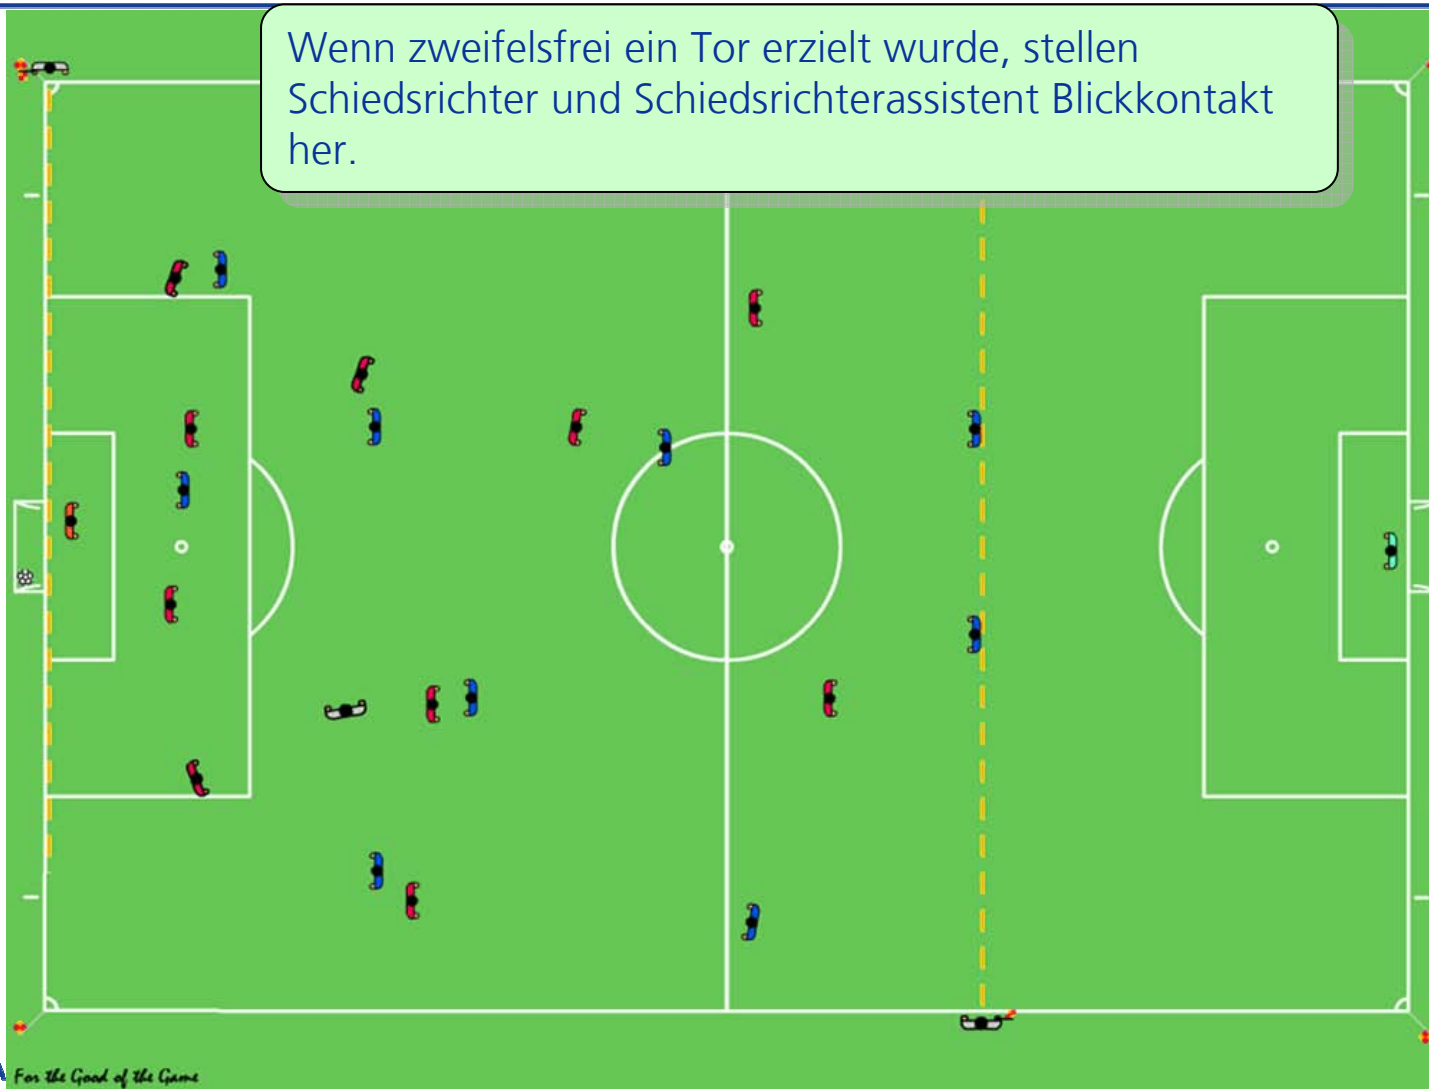 Wenn zweifelsfrei ein Tor erzielt wurde, stellen
Schiedsrichter und Schiedsrichterassistent Blickkontakt
her.
For the Good of the Game